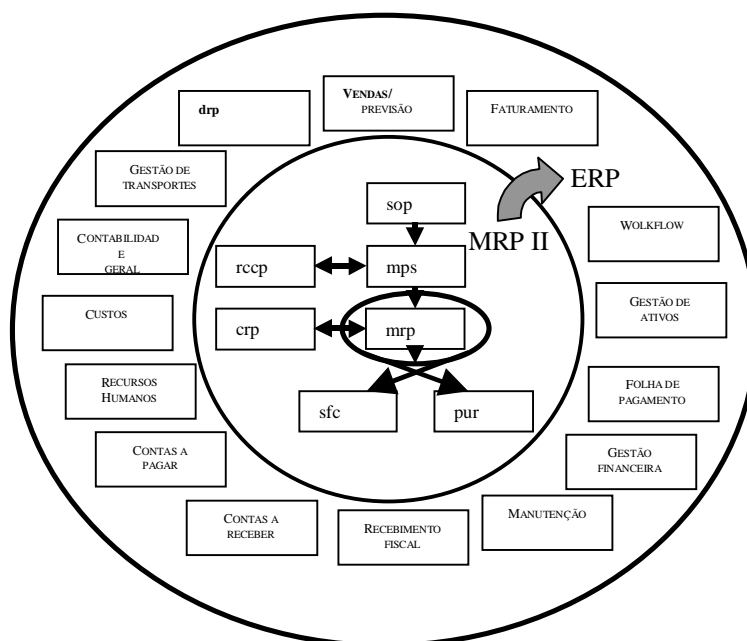 VENDAS/
PREVISÃO
drp
FATURAMENTO
GESTÃO DE
TRANSPORTES
ERP
sop
WOLKFLOW
CONTABILIDAD
E
GERAL
MRP II
rccp
mps
CUSTOS
GESTÃO DE
ATIVOS
crp
mrp
RECURSOS
HUMANOS
FOLHA DE
PAGAMENTO
sfc
pur
CONTAS A
PAGAR
GESTÃO
FINANCEIRA
CONTAS A
RECEBER
RECEBIMENTO
FISCAL
MANUTENÇÃO